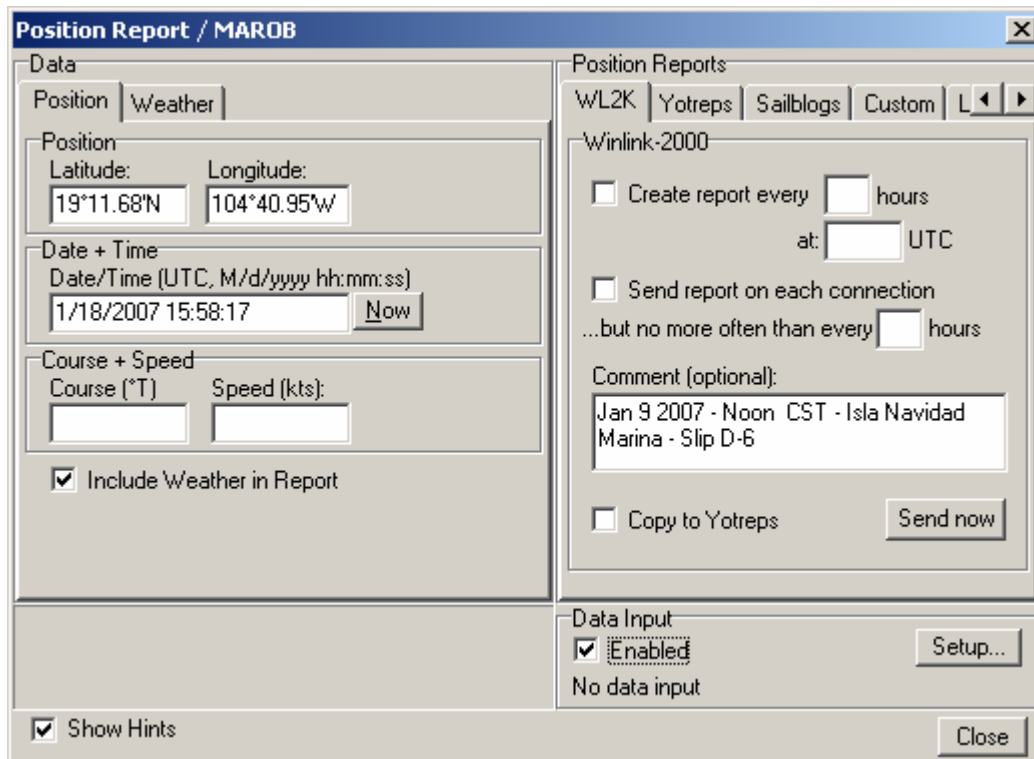 Position Report / MAROB
Data
Position Weather
Position
Latitude: Longitude:
19°11.68'N 104°40.95'W
Date + Time
Date/Time (UTC, M/d/yyyy hh:mm:ss)
1/18/2007 15:58:17 Now
Course + Speed
Course (°T) Speed (kts):
Include Weather in Report
Position Reports
WL2K Yotreps Sailblogs Custom L
Winlink-2000
Create report every hours
at: UTC
Send report on each connection
...but no more often than every hours
Comment (optional):
Jan 9 2007 - Noon CST - Isla Navidad
Marina - Slip D-6
Copy to Yotreps Send now
Data Input
Enabled Setup...
No data input
Show Hints Close